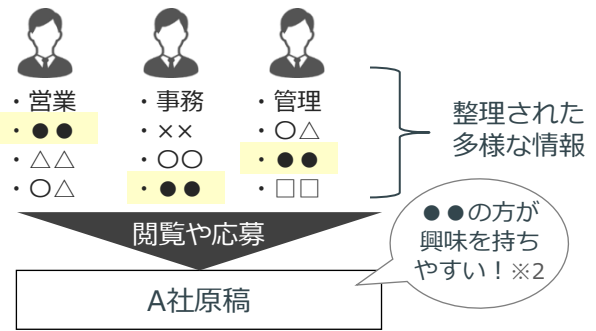 ・営業
・●●
・△△
・〇△
・事務
・××
・〇〇
・●●
・管理
・〇△
・●●
・□□
整理された
多様な情報
閲覧や応募
●●の方が
興味を持ち
やすい！※2
A社原稿